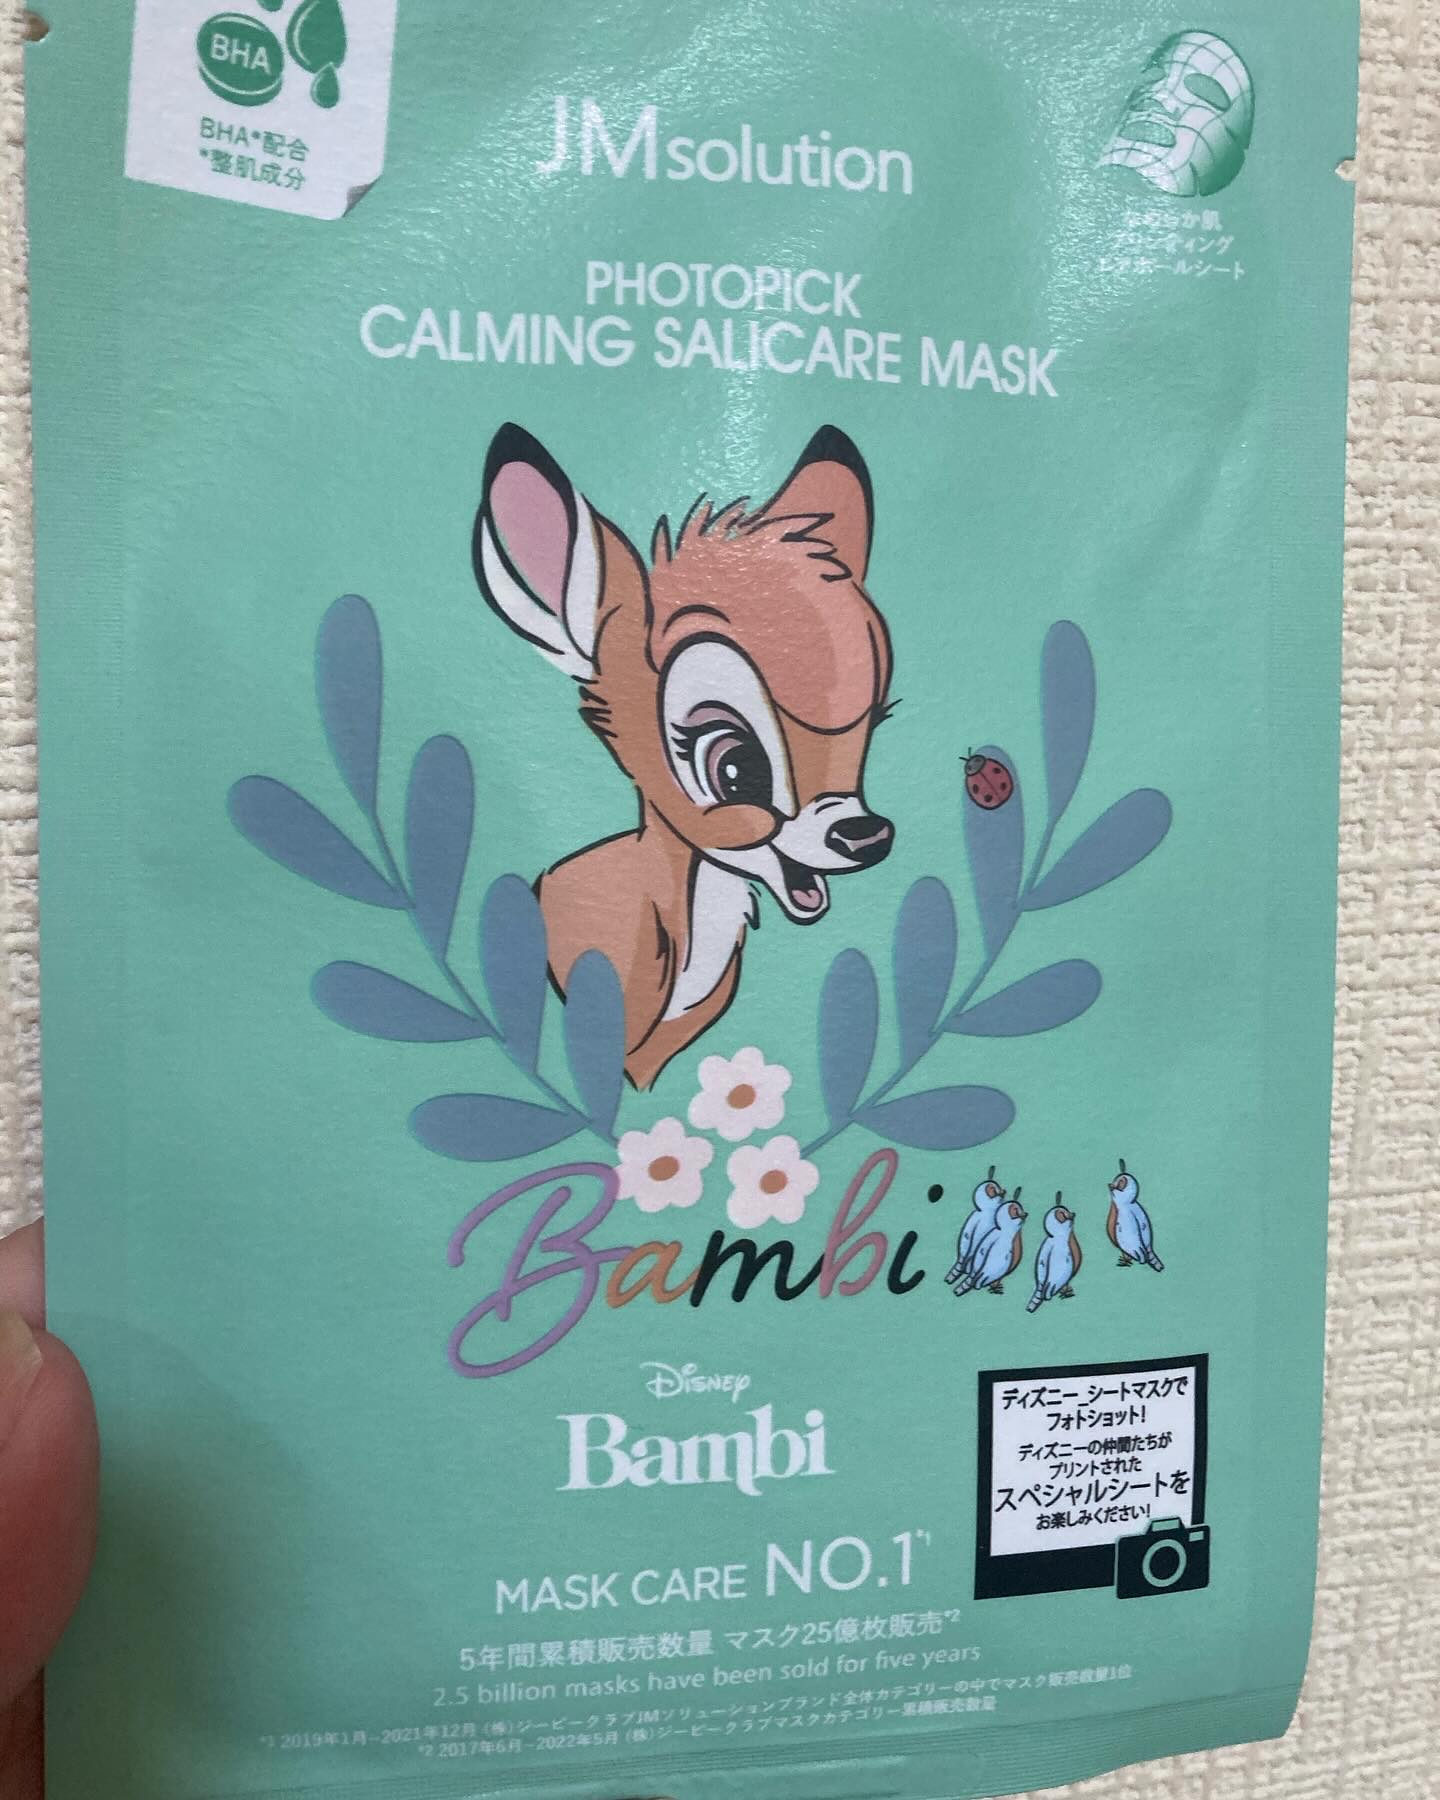 BHA
BHA*配合
*整肌成分
JMsolution
PHOTOPICK
CALMING SALICARE MASK
Bambi
DISNEY
Bambi
ディズニー_シートマスクで
フォトショット!
ディズニーの仲間たちが
プリントされた
スペシャルシートを
お楽しみください!
MASK CARE NO.1*1
5年間累積販売数量 マスク25億枚販売*2
2.5 billion masks have been sold for five years
*1 2019年1月-2021年12月 (株)ジーピークラブJMソリューションブランド全体カテゴリーの中でマスク販売数量1位
*2 2017年6月-2022年5月 (株)ジーピークラブマスクカテゴリー累積販売数量